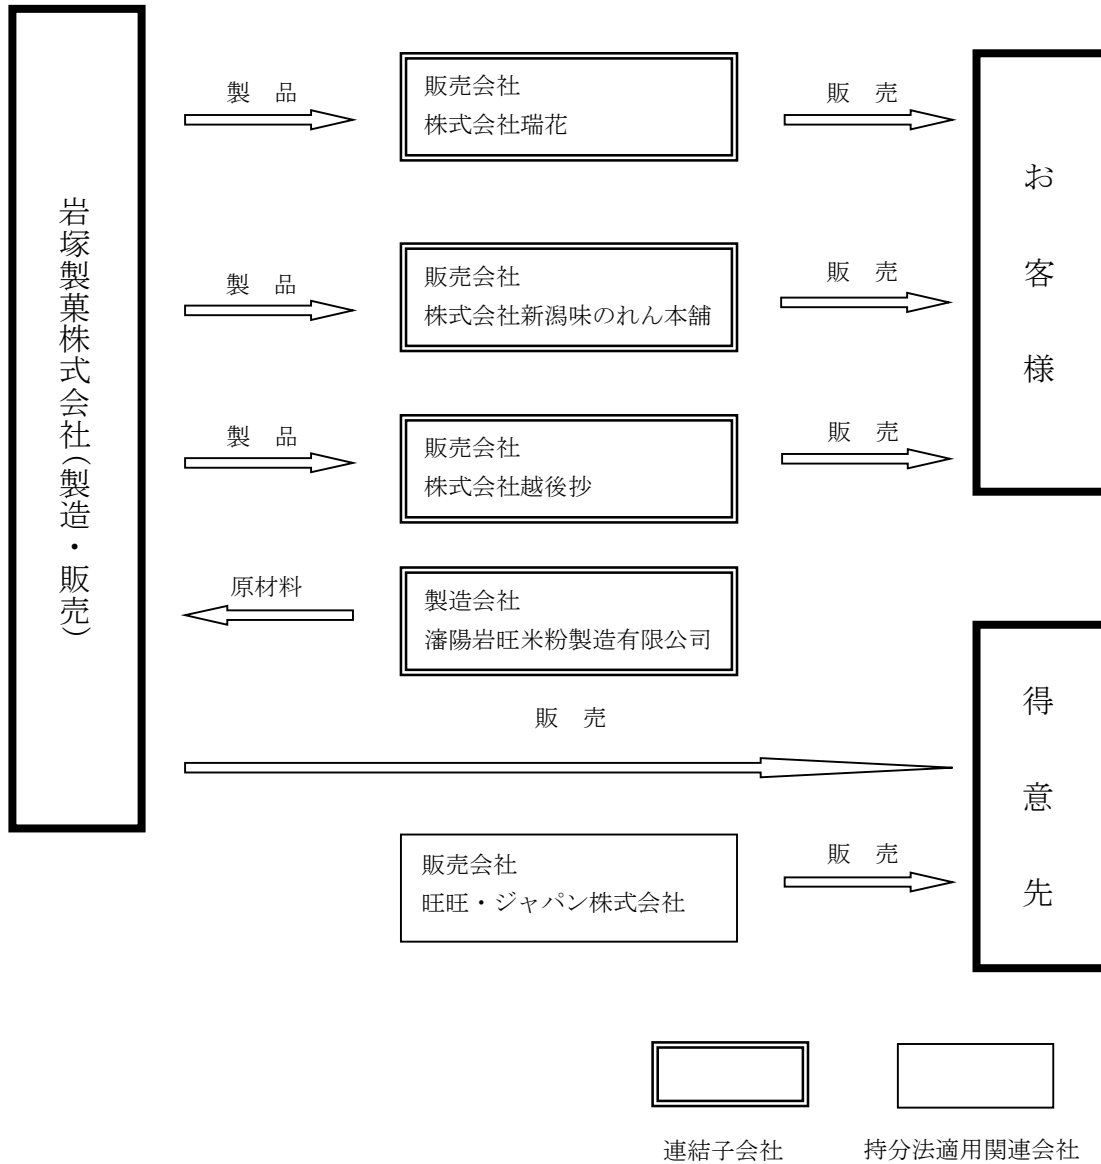 岩塚製菓株式会社(製造・販売)
製 品
販売会社
株式会社瑞花
販 売
製 品
販売会社
株式会社新潟味のれん本舗
販 売
製 品
販売会社
株式会社越後抄
販 売
お客様
原材料
製造会社
瀋陽岩旺米粉製造有限公司
販 売
販売会社
旺旺・ジャパン株式会社
販 売
得意先
連結子会社
持分法適用関連会社